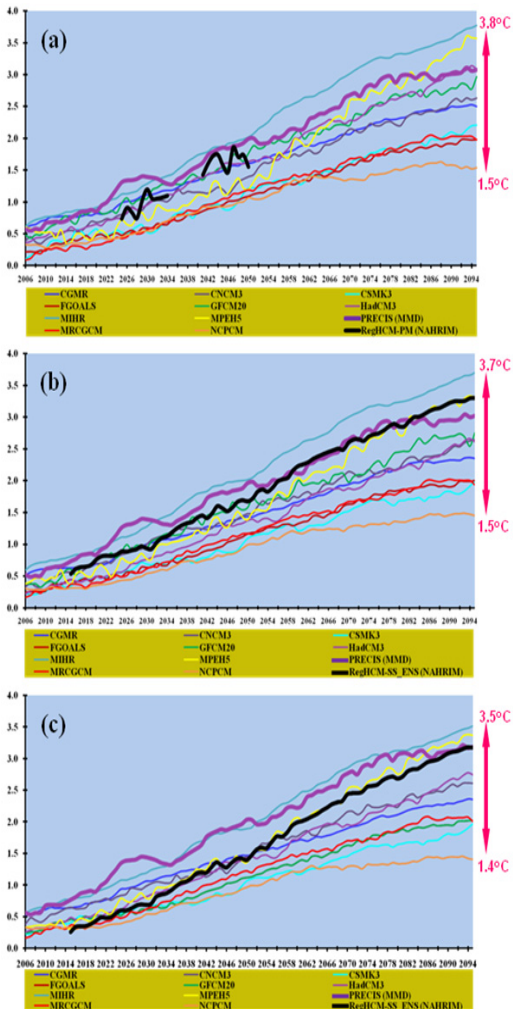 4.0
(a)
3.8°C
3.5
3.0
2.5
2.0
1.5
1.5°C
1.0
0.5
0.0
2006 2010 2014 2018 2022 2026 2030 2034 2038 2042 2046 2050 2054 2058 2062 2066 2070 2074 2078 2082 2086 2090 2094
CGMR CNCM3 CSMK3
FGOALS GFCM20 HadCM3
MIHR MPEH5 PRECIS (MMD)
MRCGCM NCPCM RegHCM-PM (NAHRIM)
4.0
(b)
3.7°C
3.5
3.0
2.5
2.0
1.5
1.5°C
1.0
0.5
0.0
2006 2010 2014 2018 2022 2026 2030 2034 2038 2042 2046 2050 2054 2058 2062 2066 2070 2074 2078 2082 2086 2090 2094
CGMR CNCM3 CSMK3
FGOALS GFCM20 HadCM3
MIHR MPEH5 PRECIS (MMD)
MRCGCM NCPCM RegHCM-SS_ENS (NAHRIM)
4.0
(c)
3.5°C
3.5
3.0
2.5
2.0
1.5
1.4°C
1.0
0.5
0.0
2006 2010 2014 2018 2022 2026 2030 2034 2038 2042 2046 2050 2054 2058 2062 2066 2070 2074 2078 2082 2086 2090 2094
CGMR CNCM3 CSMK3
FGOALS GFCM20 HadCM3
MIHR MPEH5 PRECIS (MMD)
MRCGCM NCPCM RegHCM-SS_ENS (NAHRIM)